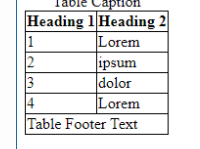 Table Caption
Heading 1 Heading 2
1 Lorem
2 ipsum
3 dolor
4 Lorem
Table Footer Text